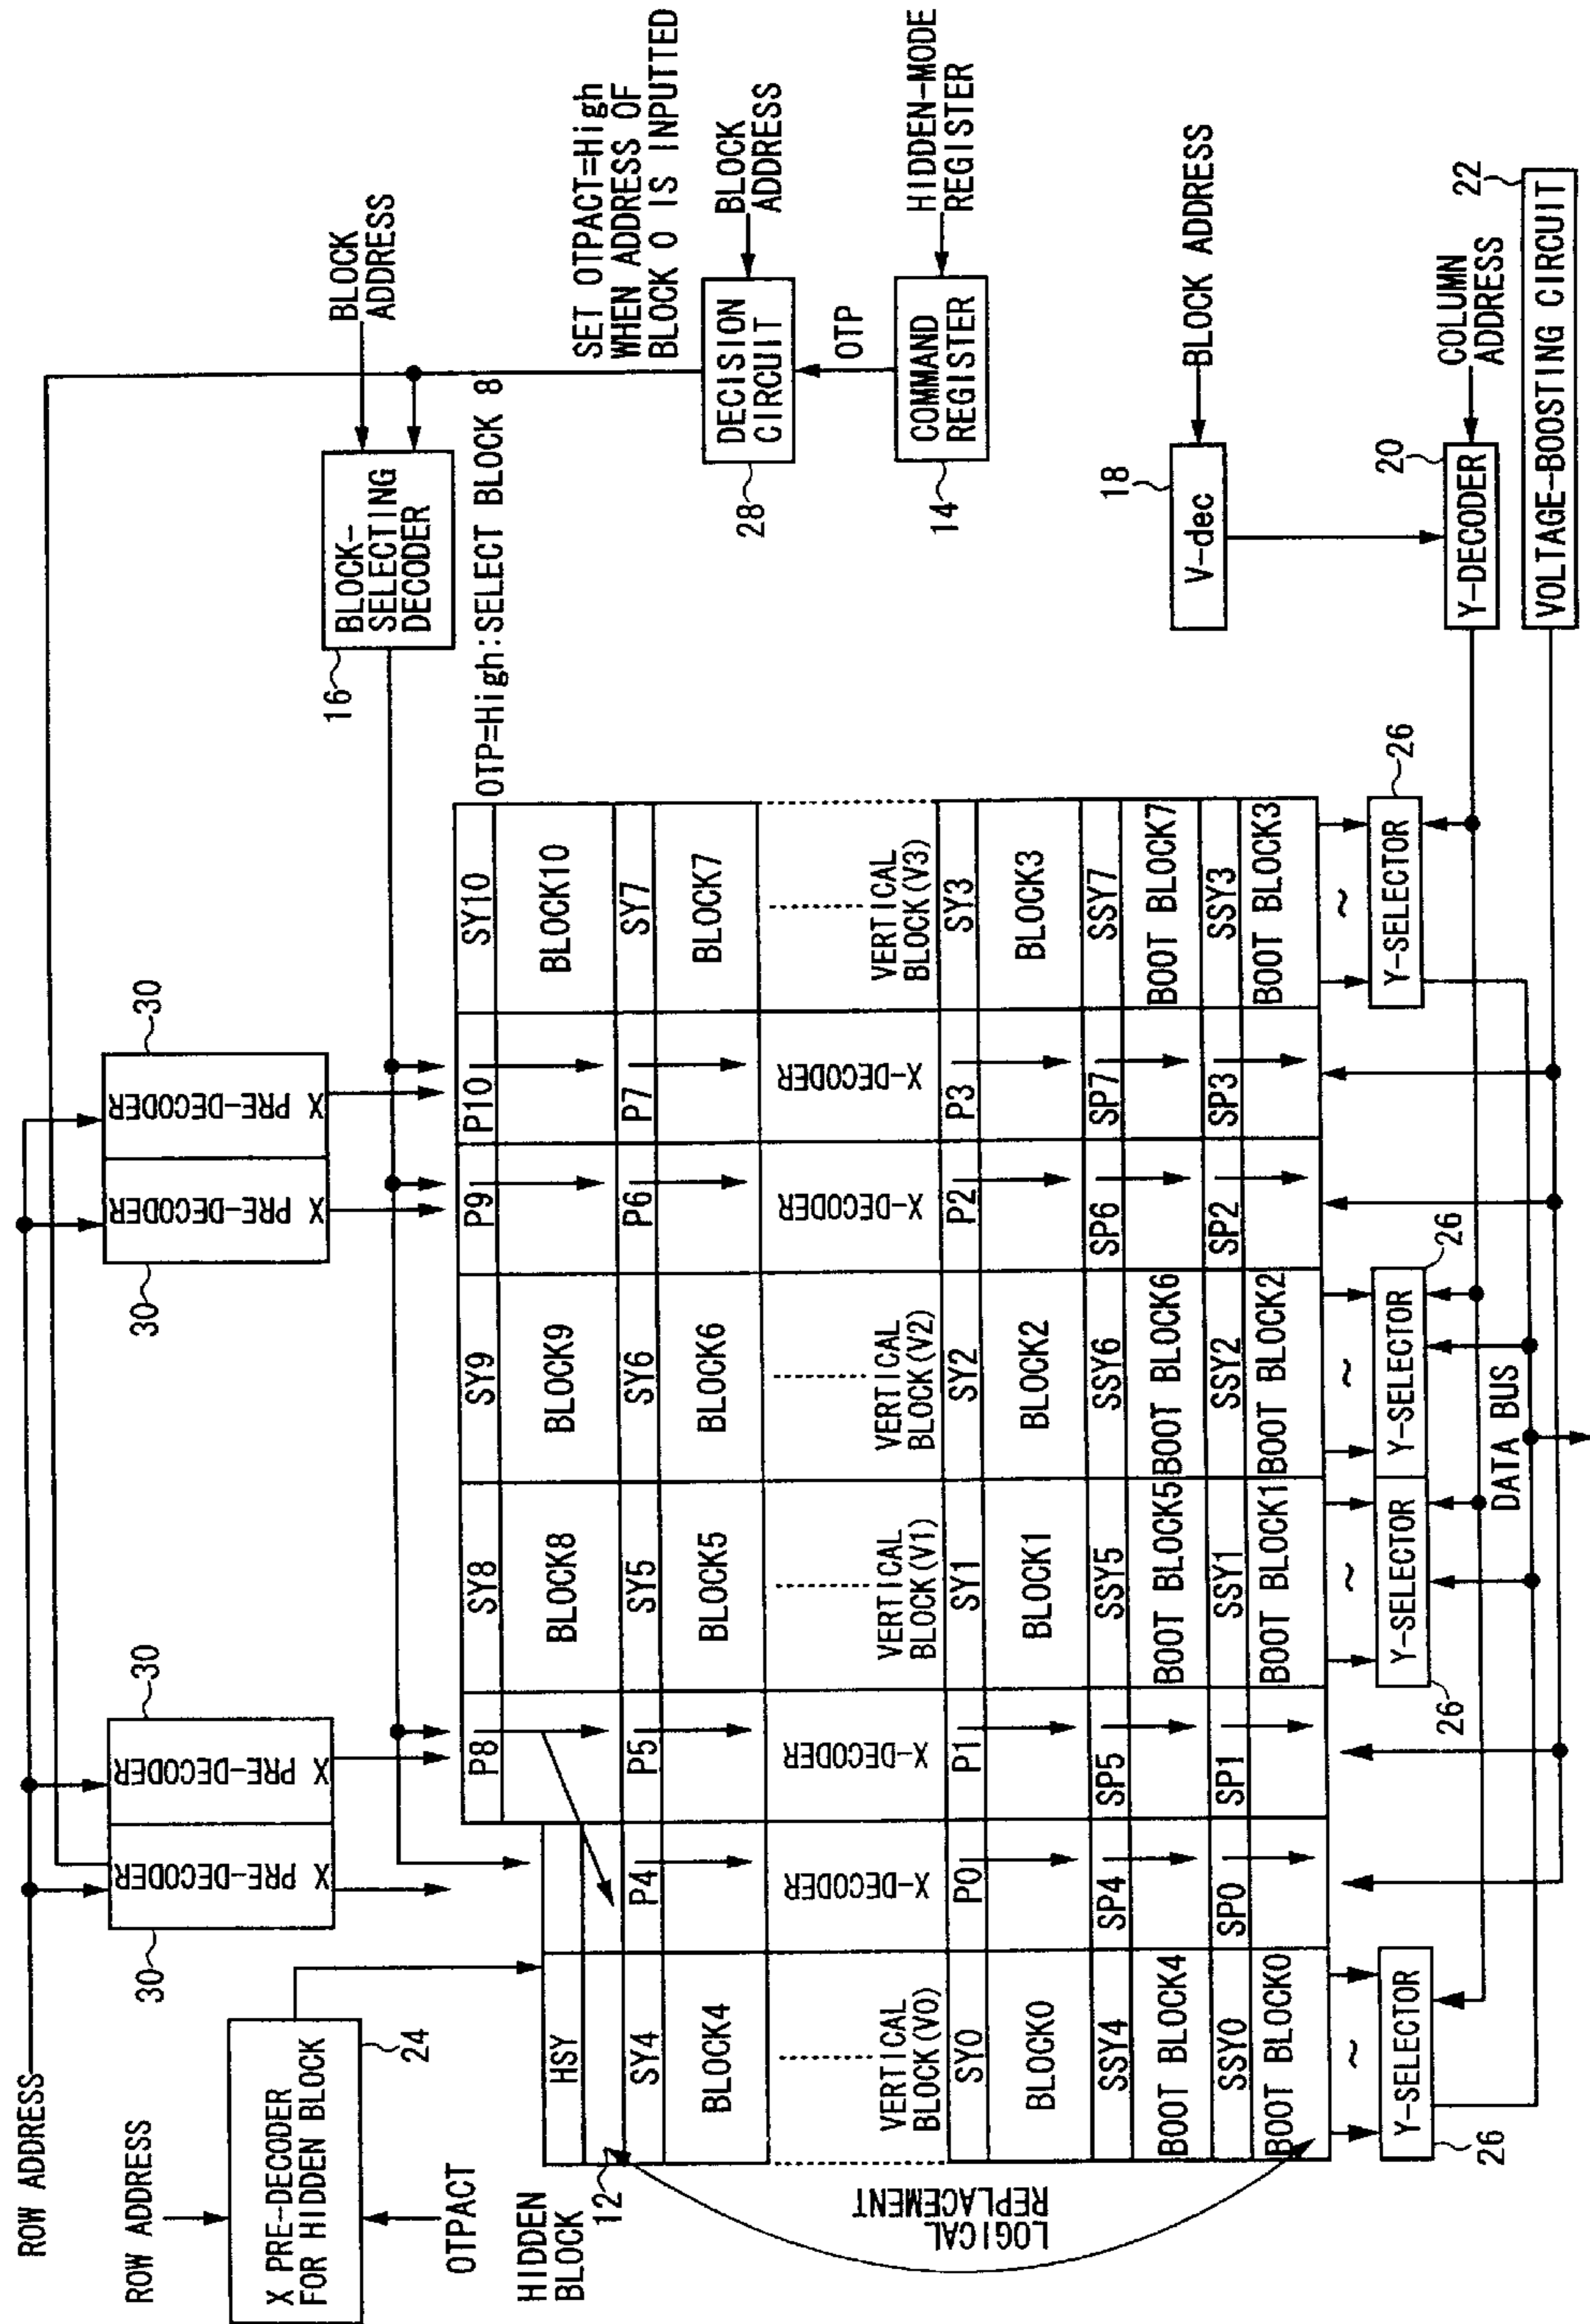 ROW ADDRESS
ROW ADDRESS
X PRE-DECODER
FOR HIDDEN BLOCK
24
OTPACT
30
X PRE-DECODER
X PRE-DECODER
30
30
X PRE-DECODER
X PRE-DECODER
30
BLOCK
ADDRESS
BLOCK-
SELECTING
DECODER
16
OTP=High:SELECT BLOCK 8
SET OTPACT=High
WHEN ADDRESS OF
BLOCK 0 IS INPUTTED
BLOCK
ADDRESS
DECISION
CIRCUIT
28
OTP
HIDDEN-MODE
REGISTER
COMMAND
REGISTER
14
BLOCK ADDRESS
18
V-dec
COLUMN
ADDRESS
20
Y-DECODER
22
VOLTAGE-BOOSTING CIRCUIT
HIDDEN
BLOCK
12
LOGICAL
REPLACEMENT
P8
SY8
SY9
P9
P10
SY10
HSY
BLOCK8
BLOCK9
BLOCK10
SY4
P4
P5
SY5
SY6
P6
P7
SY7
BLOCK4
BLOCK5
BLOCK6
BLOCK7
VERTICAL
BLOCK(V0)
X-DECODER
X-DECODER
VERTICAL
BLOCK(V1)
VERTICAL
BLOCK(V2)
X-DECODER
X-DECODER
VERTICAL
BLOCK(V3)
SY0
P0
P1
SY1
SY2
P2
P3
SY3
BLOCK0
BLOCK1
BLOCK2
BLOCK3
SSY4
SP4
SP5
SSY5
SSY6
SP6
SP7
SSY7
BOOT BLOCK4
BOOT BLOCK5
BOOT BLOCK6
BOOT BLOCK7
SSY0
SP0
SP1
SSY1
SSY2
SP2
SP3
SSY3
BOOT BLOCK0
BOOT BLOCK1
BOOT BLOCK2
BOOT BLOCK3
~
~
~
~
26
Y-SELECTOR
26
Y-SELECTOR
Y-SELECTOR
26
Y-SELECTOR
26
DATA BUS